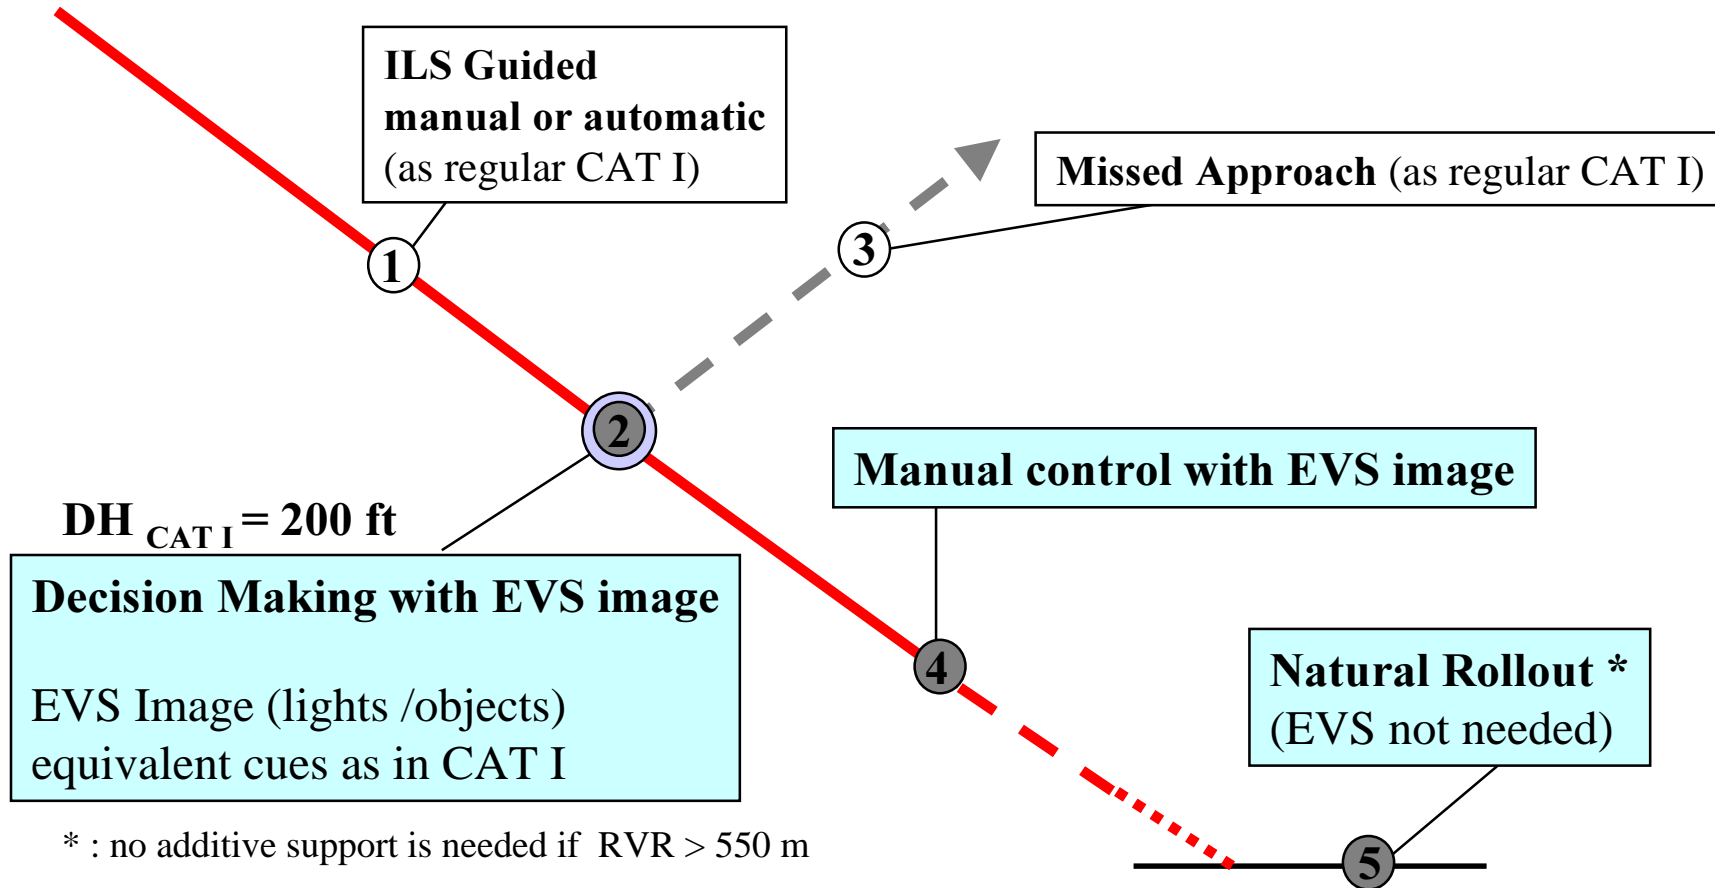 ILS Guided
manual or automatic
(as regular CAT I)
Missed Approach (as regular CAT I)
1
3
2
Manual control with EVS image
DH CAT I = 200 ft
Decision Making with EVS image
EVS Image (lights /objects)
equivalent cues as in CAT I
4
Natural Rollout *
(EVS not needed)
* : no additive support is needed if RVR > 550 m
5